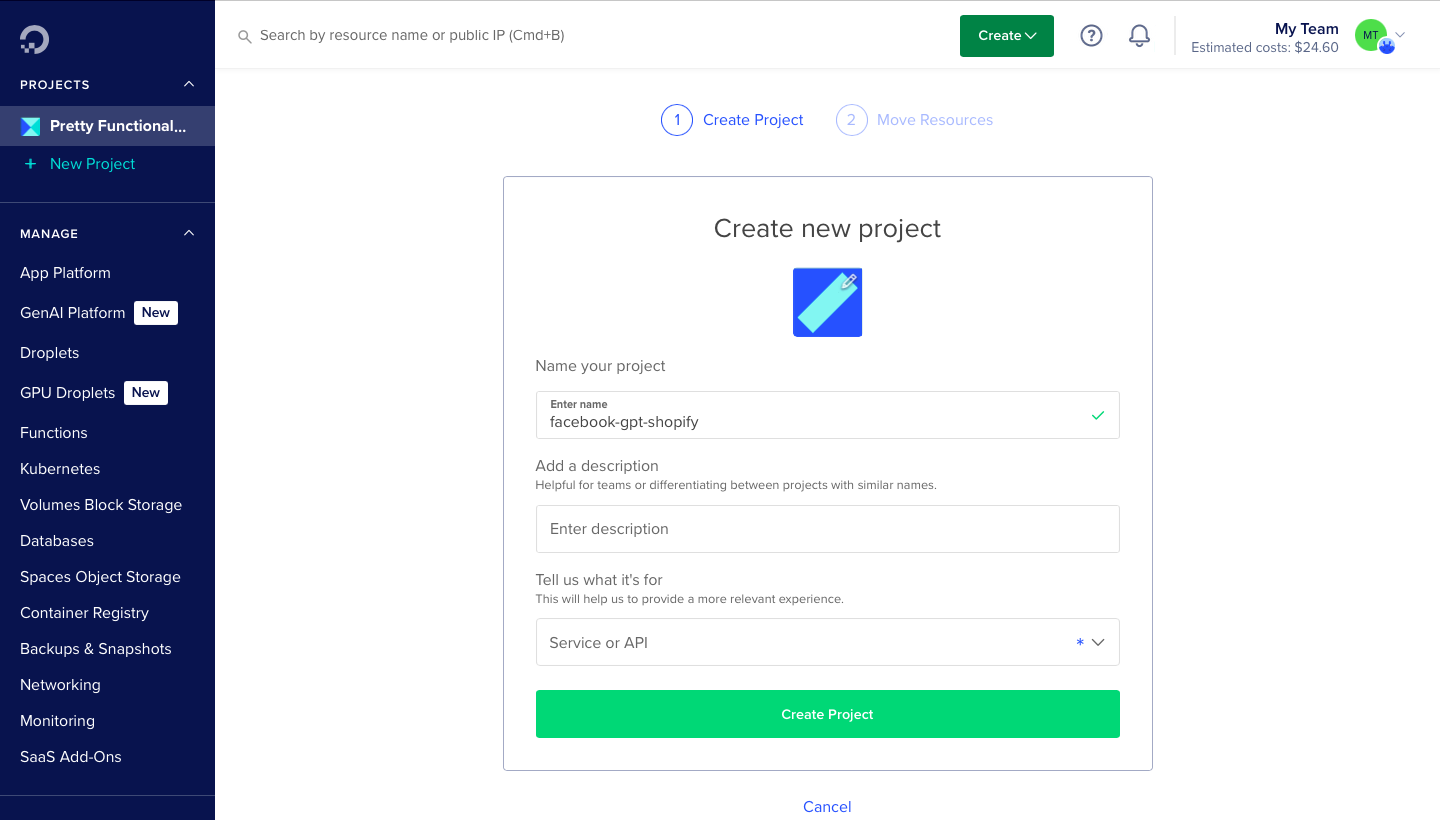 PROJECTS
Pretty Functional...
+ New Project
MANAGE
App Platform
GenAI Platform New
Droplets
GPU Droplets New
Functions
Kubernetes
Volumes Block Storage
Databases
Spaces Object Storage
Container Registry
Backups & Snapshots
Networking
Monitoring
SaaS Add-Ons
Search by resource name or public IP (Cmd+B)
Create
?
My Team
Estimated costs: $24.60
MT
1 Create Project
2 Move Resources
Create new project
Name your project
Enter name
facebook-gpt-shopify
Add a description
Helpful for teams or differentiating between projects with similar names.
Enter description
Tell us what it's for
This will help us to provide a more relevant experience.
Service or API *
Create Project
Cancel